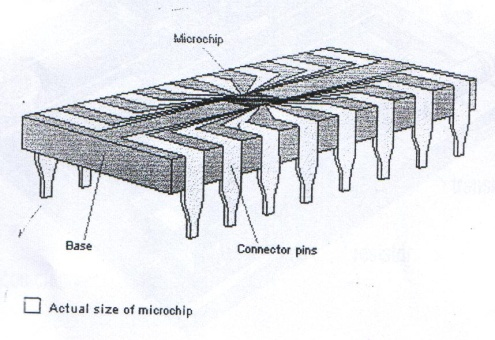 Microchip
Base
Connector pins
Actual size of microchip